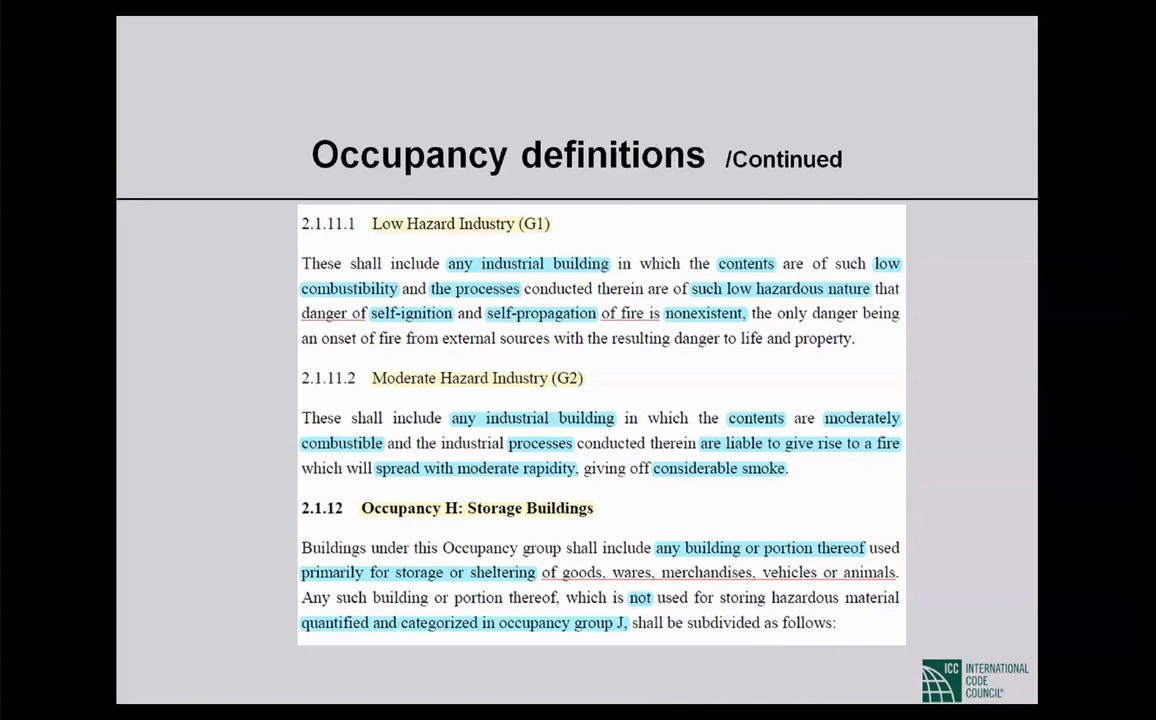 Occupancy definitions /Continued
2.1.11.1 Low Hazard Industry (G1)
These shall include any industrial building in which the contents are of such low
combustibility and the processes conducted therein are of such low hazardous nature that
danger of self-ignition and self-propagation of fire is nonexistent, the only danger being
an onset of fire from external sources with the resulting danger to life and property.
2.1.11.2 Moderate Hazard Industry (G2)
These shall include any industrial building in which the contents are moderately
combustible and the industrial processes conducted therein are liable to give rise to a fire
which will spread with moderate rapidity, giving off considerable smoke.
2.1.12 Occupancy H: Storage Buildings
Buildings under this Occupancy group shall include any building or portion thereof used
primarily for storage or sheltering of goods, wares, merchandises, vehicles or animals.
Any such building or portion thereof, which is not used for storing hazardous material
quantified and categorized in occupancy group J, shall be subdivided as follows:
ICC INTERNATIONAL
CODE
COUNCIL®